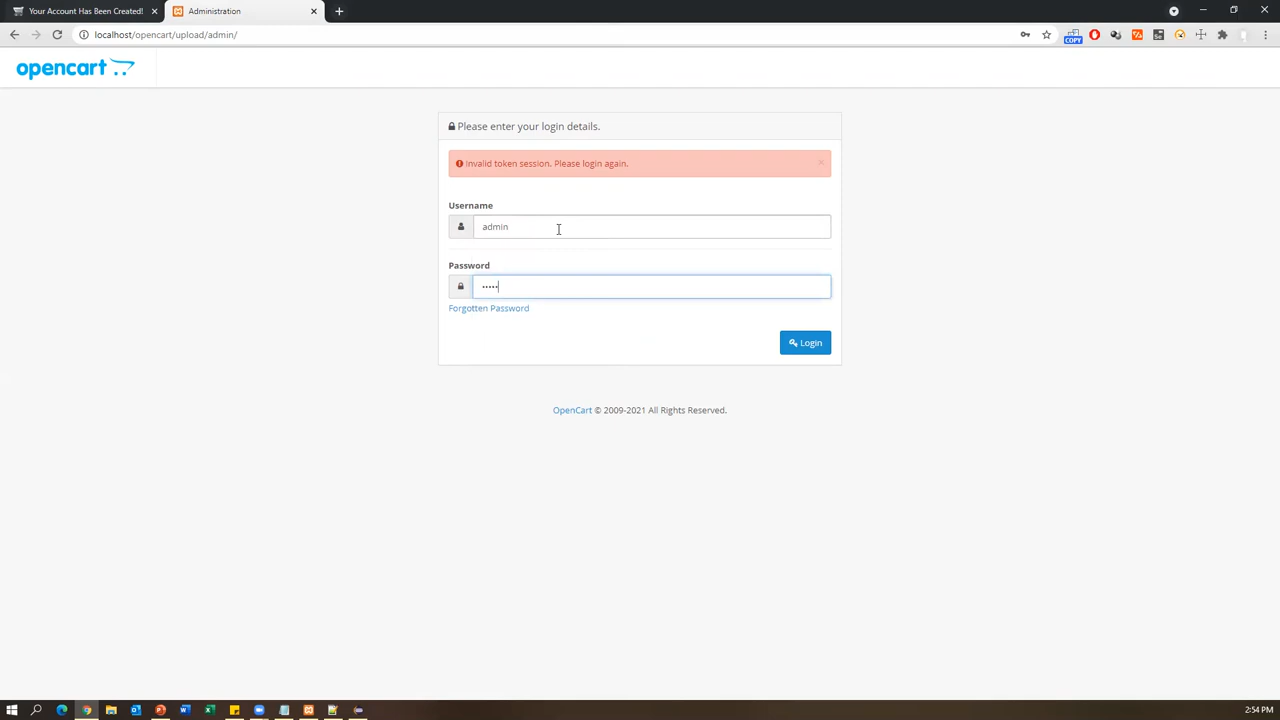 Your Account Has Been Created!
Administration
localhost/opencart/upload/admin/
COPY
opencart
Please enter your login details.
Invalid token session. Please login again.
Username
admin
Password
•••••
Forgotten Password
Login
OpenCart © 2009-2021 All Rights Reserved.
2:54 PM